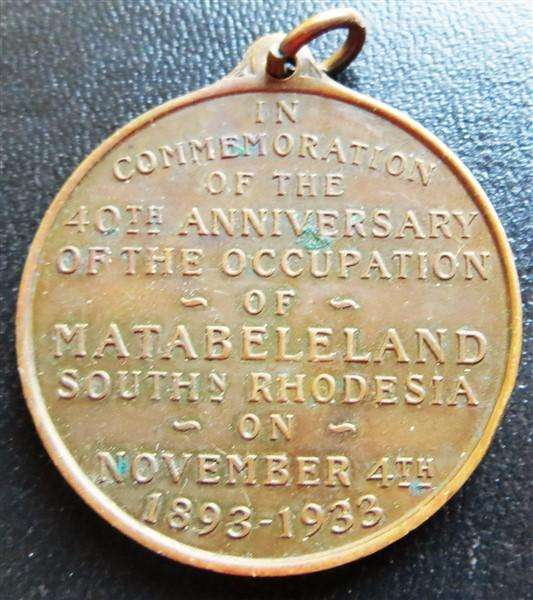 IN
COMMEMORATION
OF THE
40TH ANNIVERSARY
OF THE OCCUPATION
~ OF ~
MATABELELAND
SOUTHN RHODESIA
~ ON ~
NOVEMBER 4TH
1893-1933